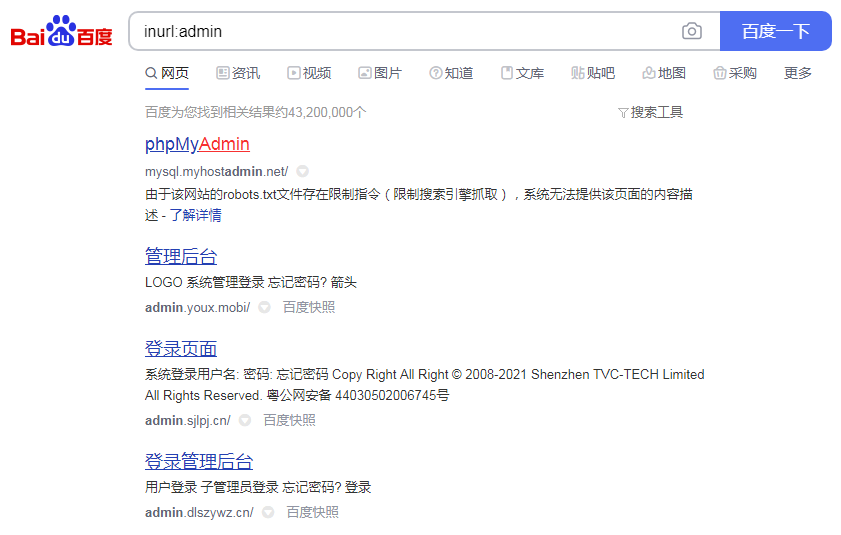 Bai du 百度 inurl:admin 百度一下
网页 资讯 视频 图片 知道 文库 贴吧 地图 采购 更多
百度为您找到相关结果约43,200,000个 搜索工具
phpMyAdmin
mysql.myhostadmin.net/
由于该网站的robots.txt文件存在限制指令（限制搜索引擎抓取），系统无法提供该页面的内容描
述 - 了解详情
管理后台
LOGO 系统管理登录 忘记密码? 箭头
admin.youx.mobi/ 百度快照
登录页面
系统登录用户名: 密码: 忘记密码 Copy Right All Right © 2008-2021 Shenzhen TVC-TECH Limited
All Rights Reserved. 粤公网安备 44030502006745号
admin.sjlpj.cn/ 百度快照
登录管理后台
用户登录 子管理员登录 忘记密码? 登录
admin.dlszywz.cn/ 百度快照